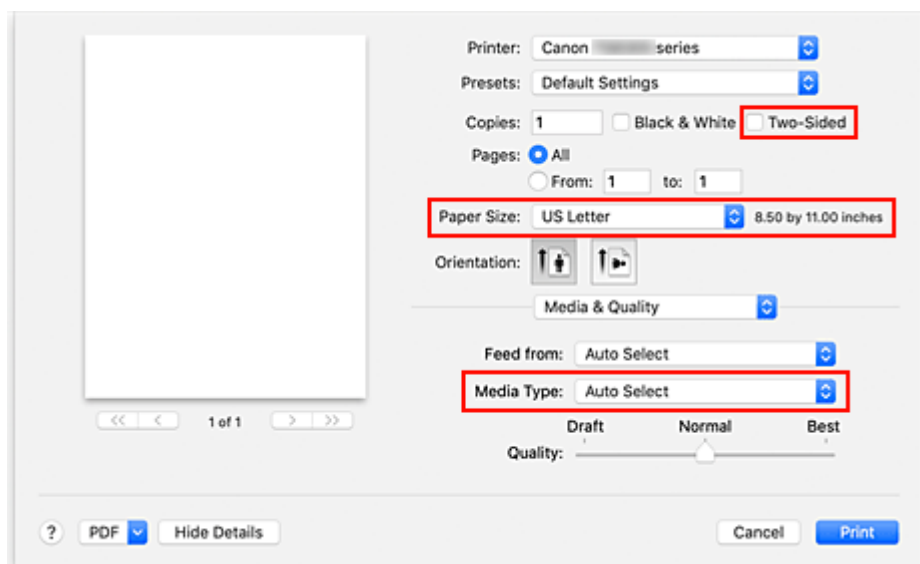 Printer: Canon series
Presets: Default Settings
Copies: 1 Black & White Two-Sided
Pages: All
From: 1 to: 1
Paper Size: US Letter 8.50 by 11.00 inches
Orientation:
Media & Quality
Feed from: Auto Select
Media Type: Auto Select
<< < 1 of 1 > >>
Draft Normal Best
Quality:
? PDF Hide Details Cancel Print